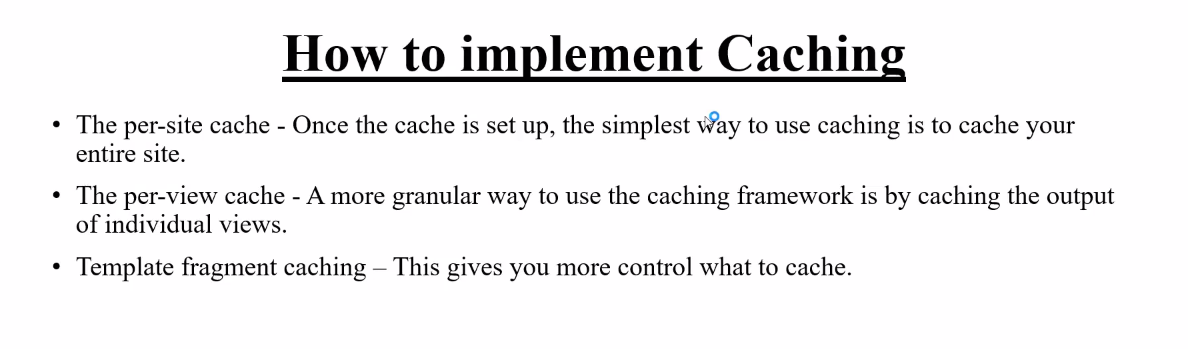 How to implement Caching
• The per-site cache - Once the cache is set up, the simplest way to use caching is to cache your
entire site.
• The per-view cache - A more granular way to use the caching framework is by caching the output
of individual views.
• Template fragment caching – This gives you more control what to cache.